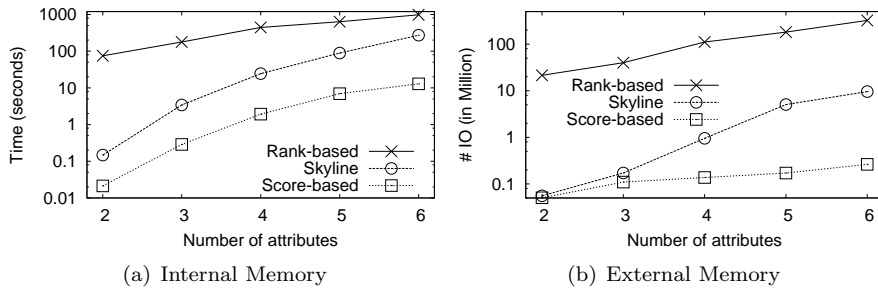 Time (seconds)
1000
100
10
1
0.1
0.01
Rank-based
Skyline
Score-based
2 3 4 5 6
Number of attributes
(a) Internal Memory
# IO (in Million)
100
10
1
0.1
Rank-based
Skyline
Score-based
2 3 4 5 6
Number of attributes
(b) External Memory